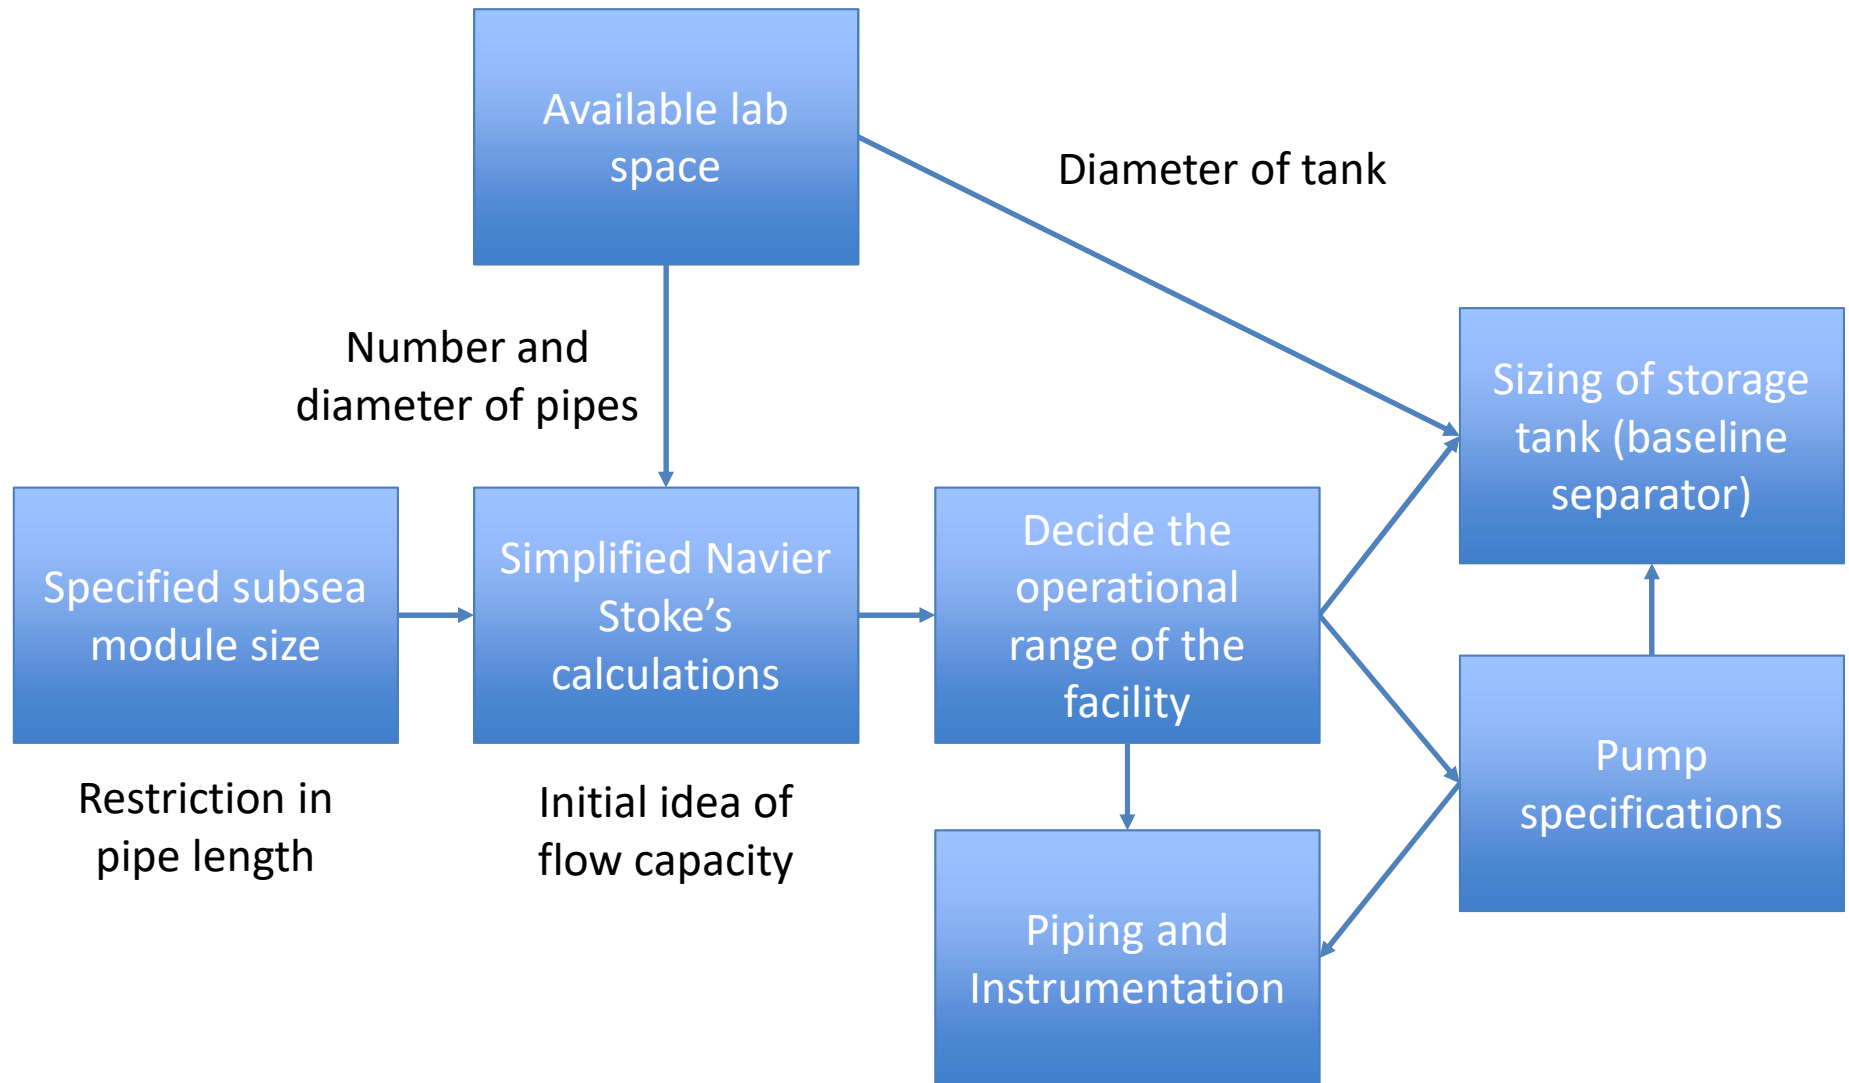 Available lab
space
Diameter of tank
Number and
diameter of pipes
Sizing of storage
tank (baseline
separator)
Specified subsea
module size
Simplified Navier
Stoke’s
calculations
Decide the
operational
range of the
facility
Restriction in
pipe length
Initial idea of
flow capacity
Pump
specifications
Piping and
Instrumentation